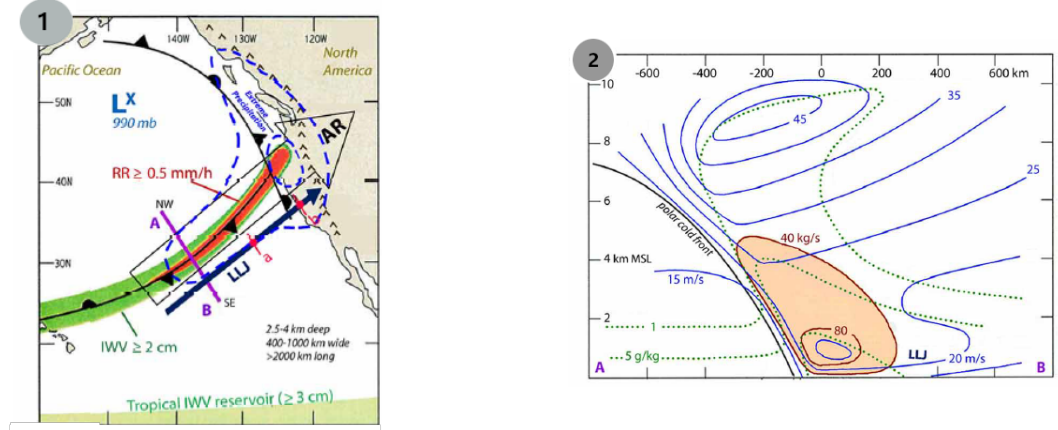 1
140W 130W 120W
North
America
Pacific Ocean
50N
L X
990 mb
Extreme
Precipitation
AR
RR ≥ 0.5 mm/h
40N
NW
A
a
30N
LLJ
B
SE
IWV ≥ 2 cm
2.5-4 km deep
400-1000 km wide
>2000 km long
Tropical IWV reservoir (≥ 3 cm)
2
-600 -400 -200 0 200 400 600 km
10
45
35
8
25
6
polar cold front
40 kg/s
4 km MSL
15 m/s
2
1
80
5 g/kg
LLJ
20 m/s
A
B